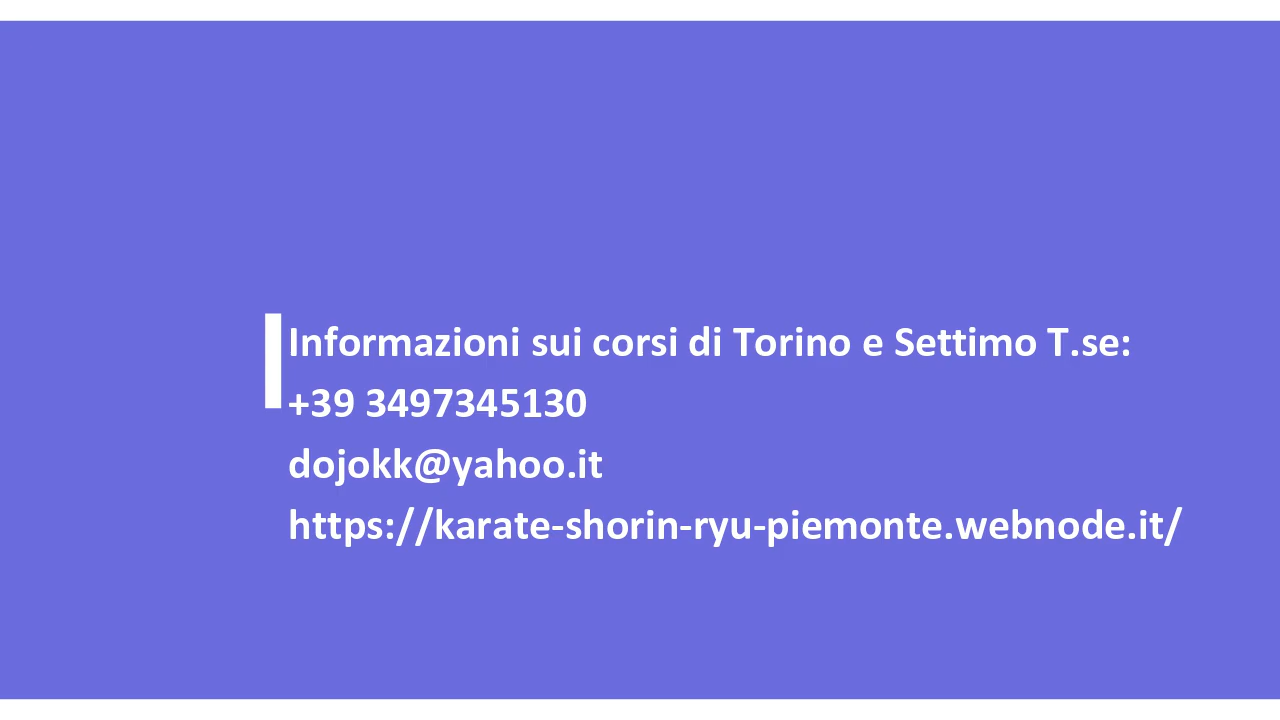 Informazioni sui corsi di Torino e Settimo T.se:
+39 3497345130
dojokk@yahoo.it
https://karate-shorin-ryu-piemonte.webnode.it/